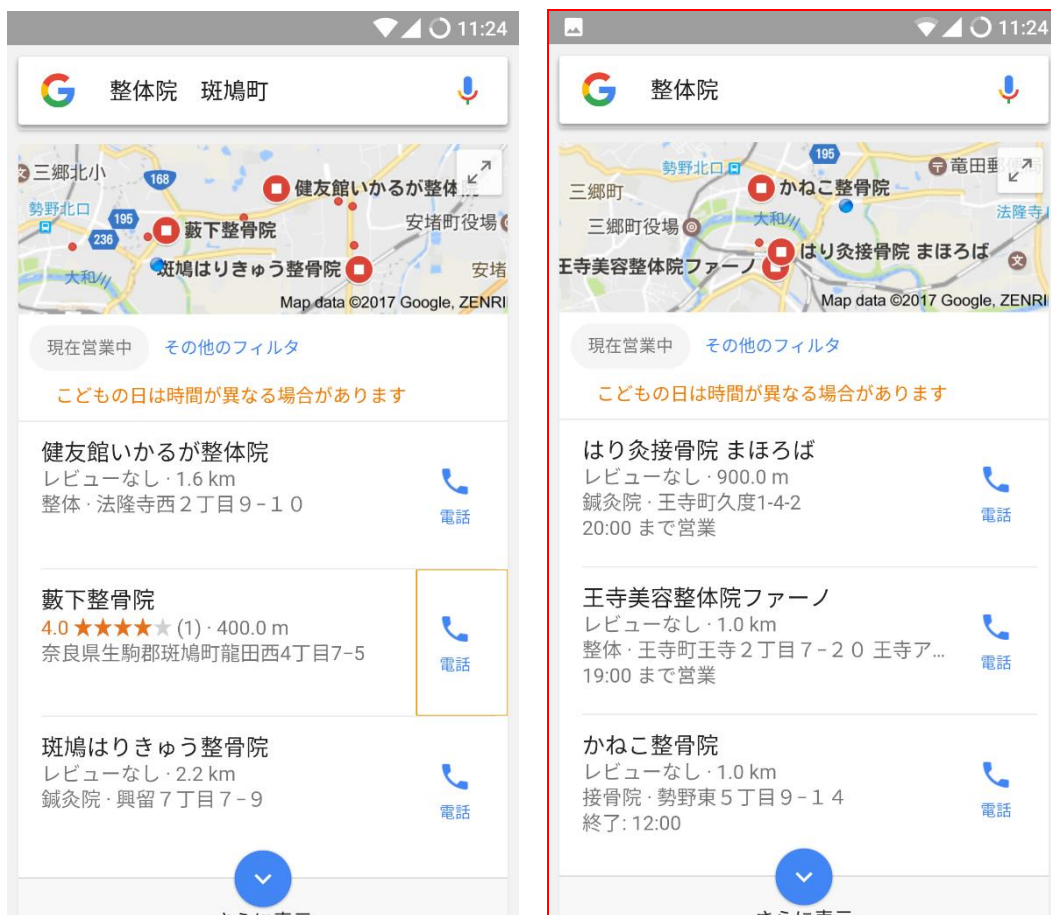 11:24
整体院　斑鳩町
三郷北小
168
健友館いかるが整体
勢野北口
195
236
藪下整骨院
安堵町役場
大和川
斑鳩はりきゅう整骨院
安堵
Map data ©2017 Google, ZENRI
現在営業中 その他のフィルタ
こどもの日は時間が異なる場合があります
健友館いかるが整体院
レビューなし · 1.6 km
整体 · 法隆寺西２丁目９−１０
電話
藪下整骨院
4.0 ★★★★★ (1) · 400.0 m
奈良県生駒郡斑鳩町龍田西4丁目7−5
電話
斑鳩はりきゅう整骨院
レビューなし · 2.2 km
鍼灸院 · 興留７丁目７−９
電話
さらに表示
11:24
整体院
勢野北口
195
竜田郵便局
三郷町
かねこ整骨院
大和川
法隆寺
三郷町役場
はり灸接骨院 まほろば
王寺美容整体院ファーノ
Map data ©2017 Google, ZENRI
現在営業中 その他のフィルタ
こどもの日は時間が異なる場合があります
はり灸接骨院 まほろば
レビューなし · 900.0 m
鍼灸院 · 王寺町久度1-4-2
20:00 まで営業
電話
王寺美容整体院ファーノ
レビューなし · 1.0 km
整体 · 王寺町王寺２丁目７−２０ 王寺ア...
19:00 まで営業
電話
かねこ整骨院
レビューなし · 1.0 km
接骨院 · 勢野東５丁目９−１４
終了: 12:00
電話
さらに表示